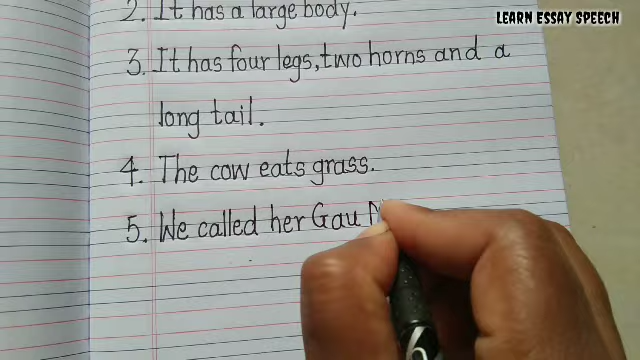 LEARN ESSAY SPEECH
2. It has a large body.
3. It has four legs, two horns and a
long tail.
4. The cow eats grass.
5. We called her Gau